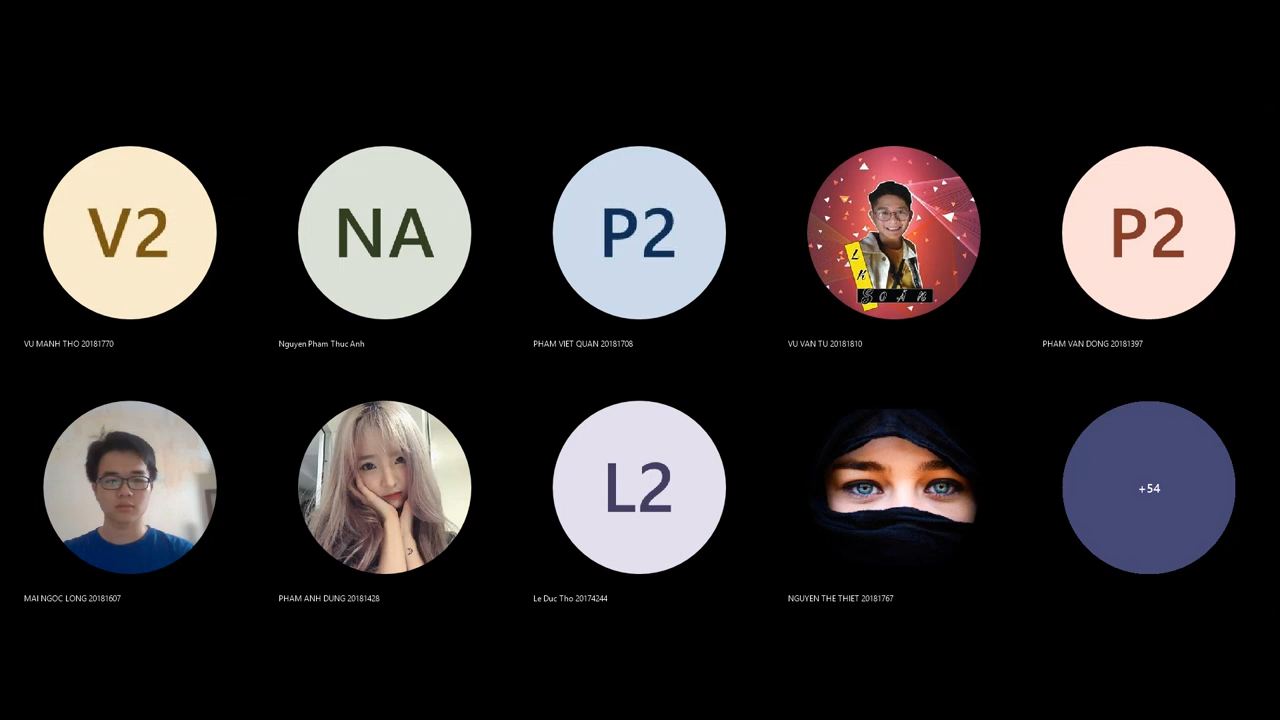 V2
NA
P2
L
K
S O Á N
P2
VU MANH THO 20181770
Nguyen Pham Thuc Anh
PHAM VIET QUAN 20181708
VU VAN TU 20181810
PHAM VAN DONG 20181397
L2
+54
MAI NGOC LONG 20181607
PHAM ANH DUNG 20181428
Le Duc Tho 20174244
NGUYEN THE THIET 20181767